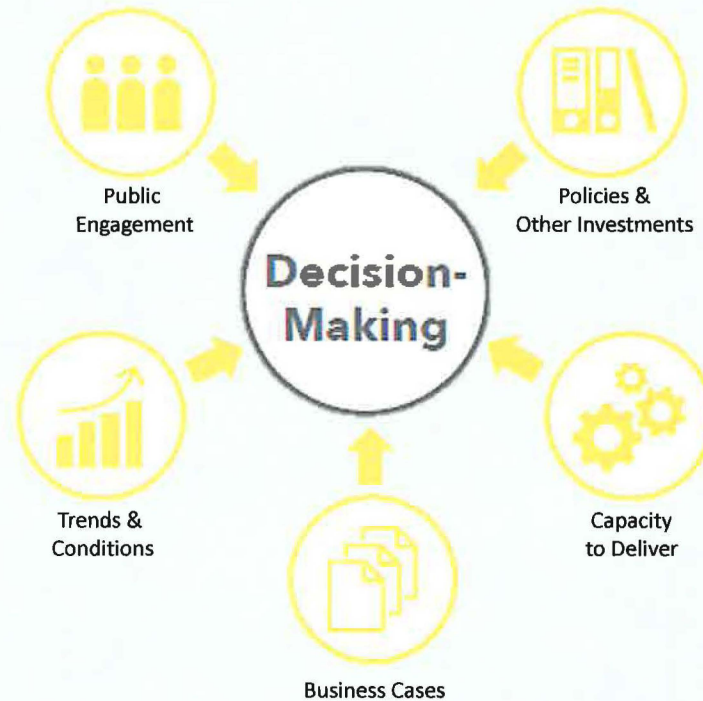 Public
Engagement
Policies &
Other Investments
Decision-
Making
Trends &
Conditions
Capacity
to Deliver
Business Cases